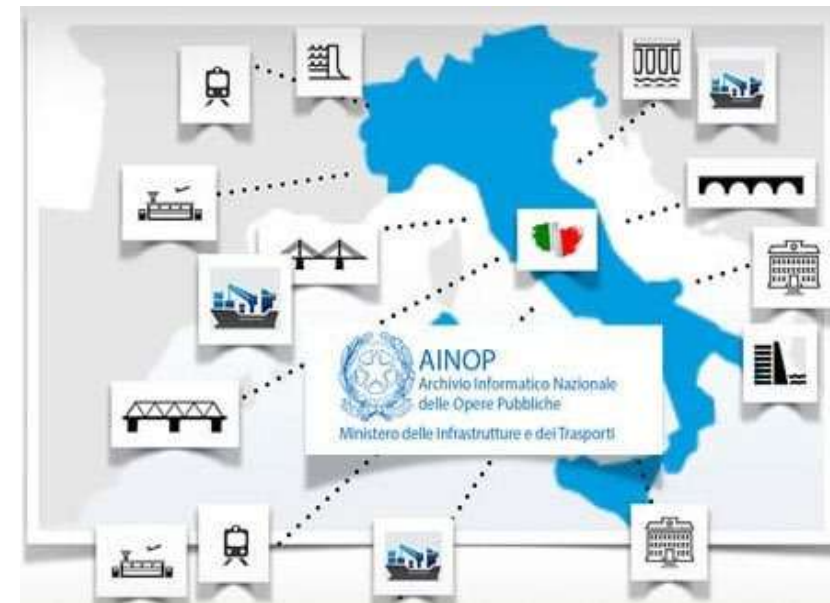 AINOP
Archivio Informatico Nazionale
delle Opere Pubbliche
Ministero delle Infrastrutture e dei Trasporti